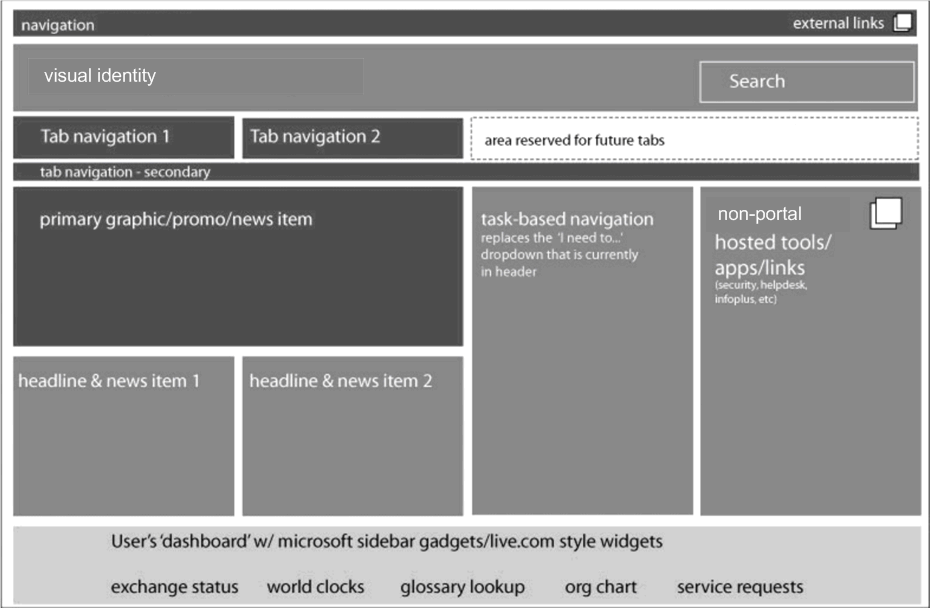 navigation
external links
visual identity
Search
Tab navigation 1
Tab navigation 2
area reserved for future tabs
tab navigation - secondary
primary graphic/promo/news item
task-based navigation
replaces the 'I need to...'
dropdown that is currently
in header
non-portal
hosted tools/
apps/links
(security, helpdesk,
infoplus, etc)
headline & news item 1
headline & news item 2
User's 'dashboard' w/ microsoft sidebar gadgets/live.com style widgets
exchange status
world clocks
glossary lookup
org chart
service requests